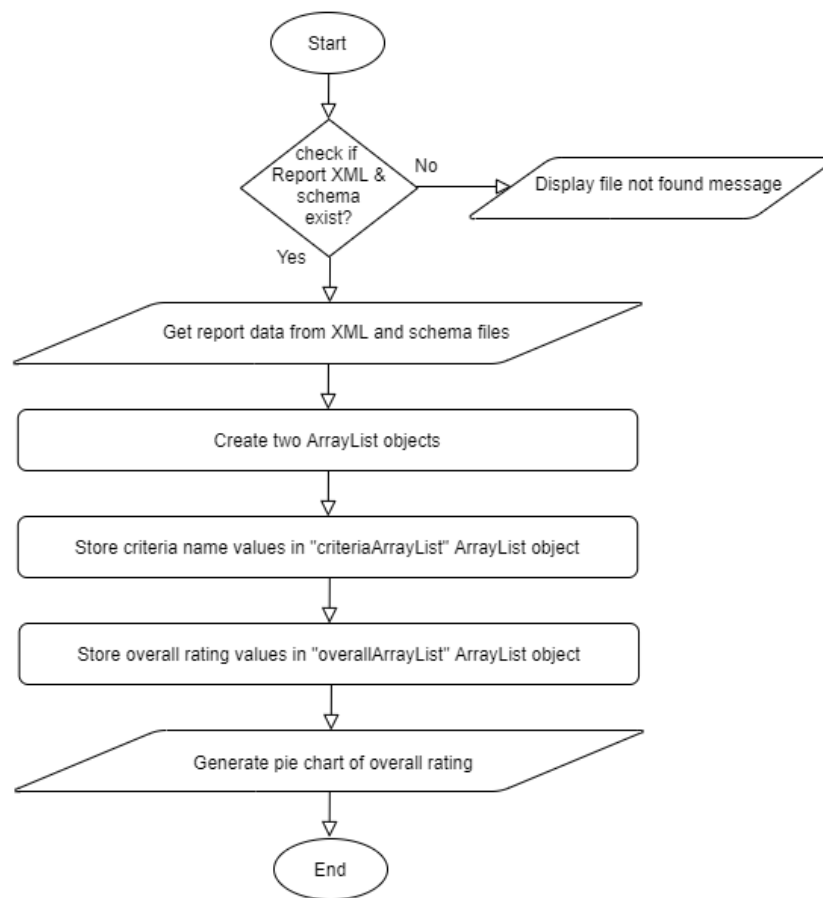 Start
check if
Report XML &
schema
exist?
No
Display file not found message
Yes
Get report data from XML and schema files
Create two ArrayList objects
Store criteria name values in "criteriaArrayList" ArrayList object
Store overall rating values in "overallArrayList" ArrayList object
Generate pie chart of overall rating
End